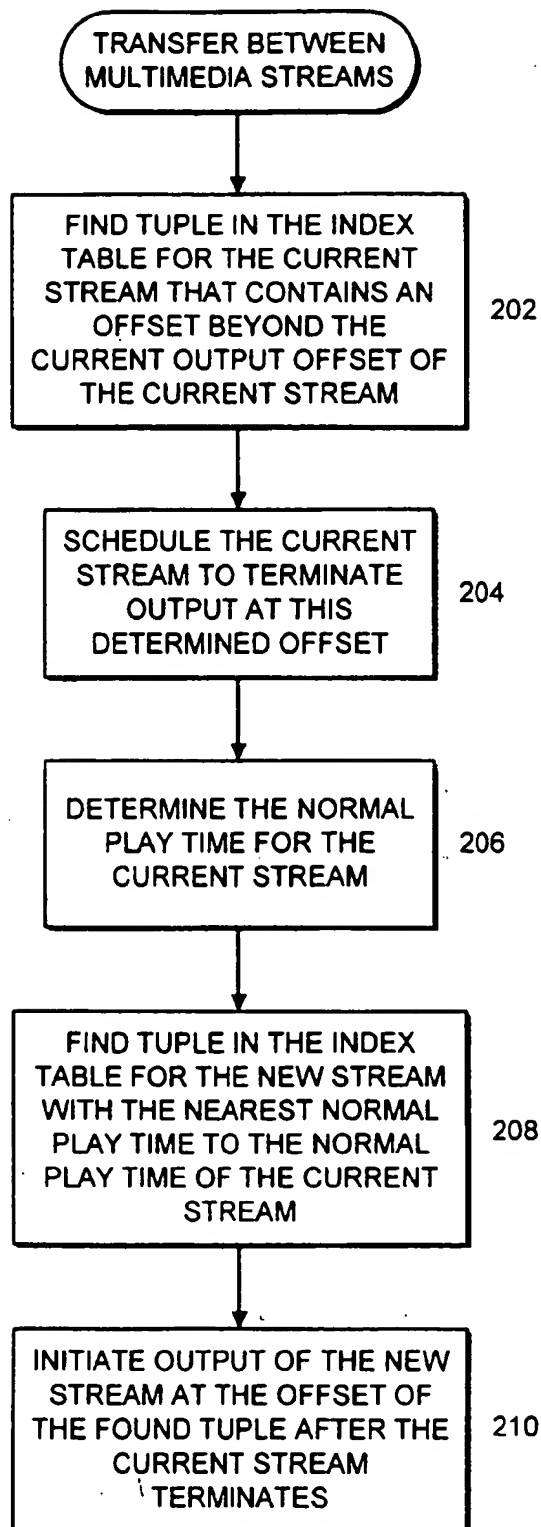 TRANSFER BETWEEN
MULTIMEDIA STREAMS
FIND TUPLE IN THE INDEX
TABLE FOR THE CURRENT
STREAM THAT CONTAINS AN
OFFSET BEYOND THE
CURRENT OUTPUT OFFSET OF
THE CURRENT STREAM
202
SCHEDULE THE CURRENT
STREAM TO TERMINATE
OUTPUT AT THIS
DETERMINED OFFSET
204
DETERMINE THE NORMAL
PLAY TIME FOR THE
CURRENT STREAM
206
FIND TUPLE IN THE INDEX
TABLE FOR THE NEW STREAM
WITH THE NEAREST NORMAL
PLAY TIME TO THE NORMAL
PLAY TIME OF THE CURRENT
STREAM
208
INITIATE OUTPUT OF THE NEW
STREAM AT THE OFFSET OF
THE FOUND TUPLE AFTER THE
CURRENT STREAM
TERMINATES
210